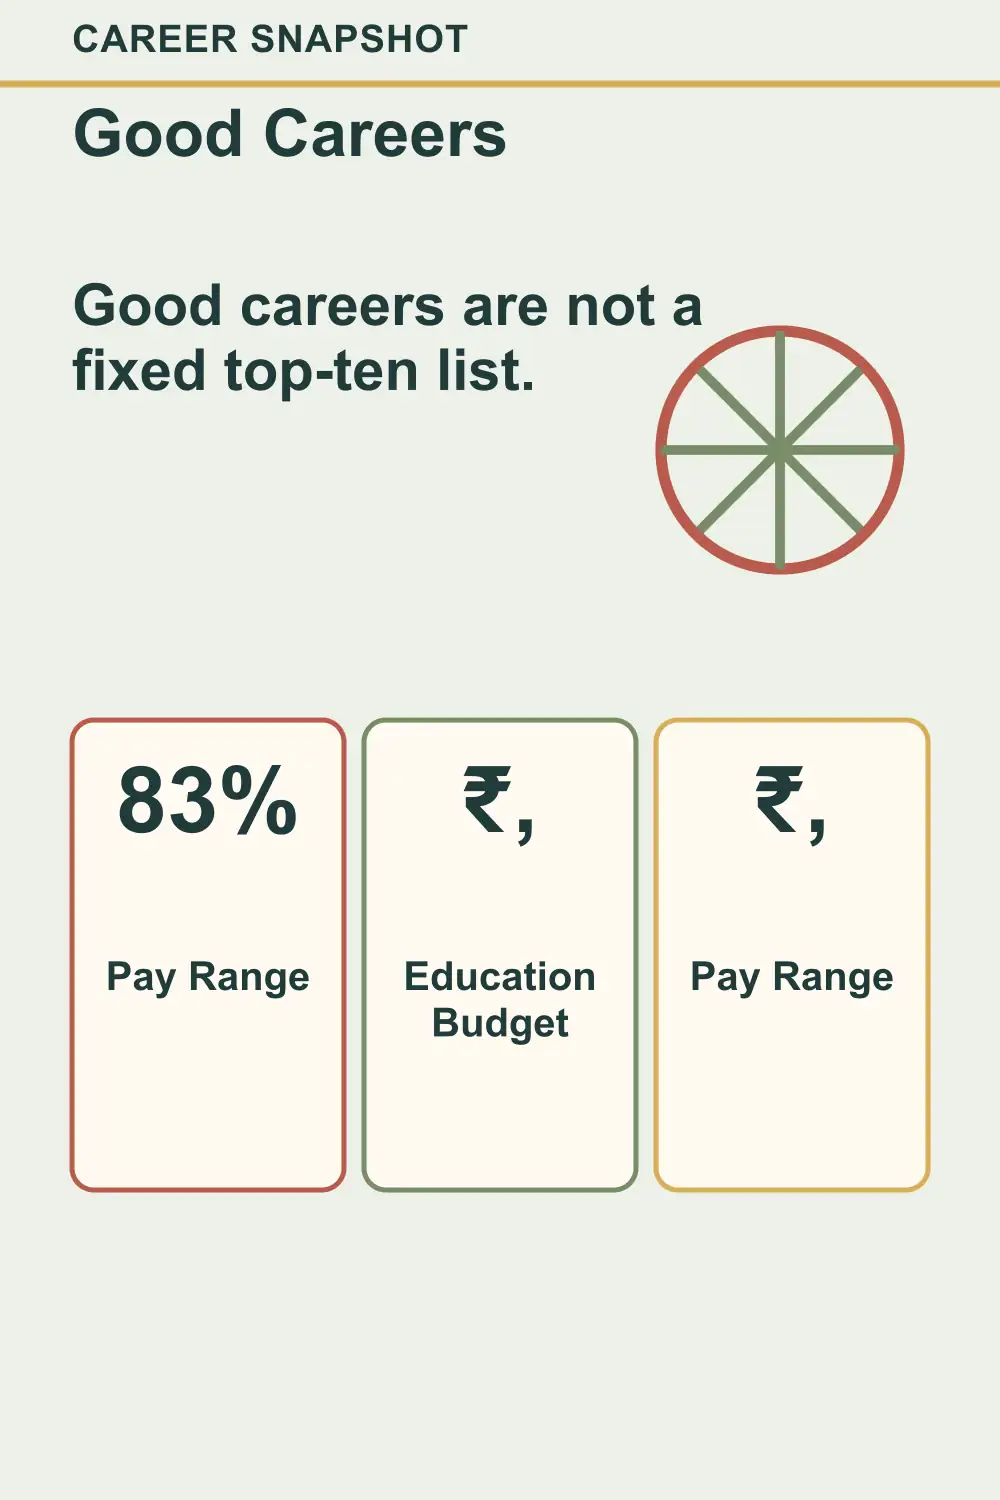 CAREER SNAPSHOT
Good Careers
Good careers are not a
fixed top-ten list.
83%
Pay Range
₹,
Education
Budget
₹,
Pay Range